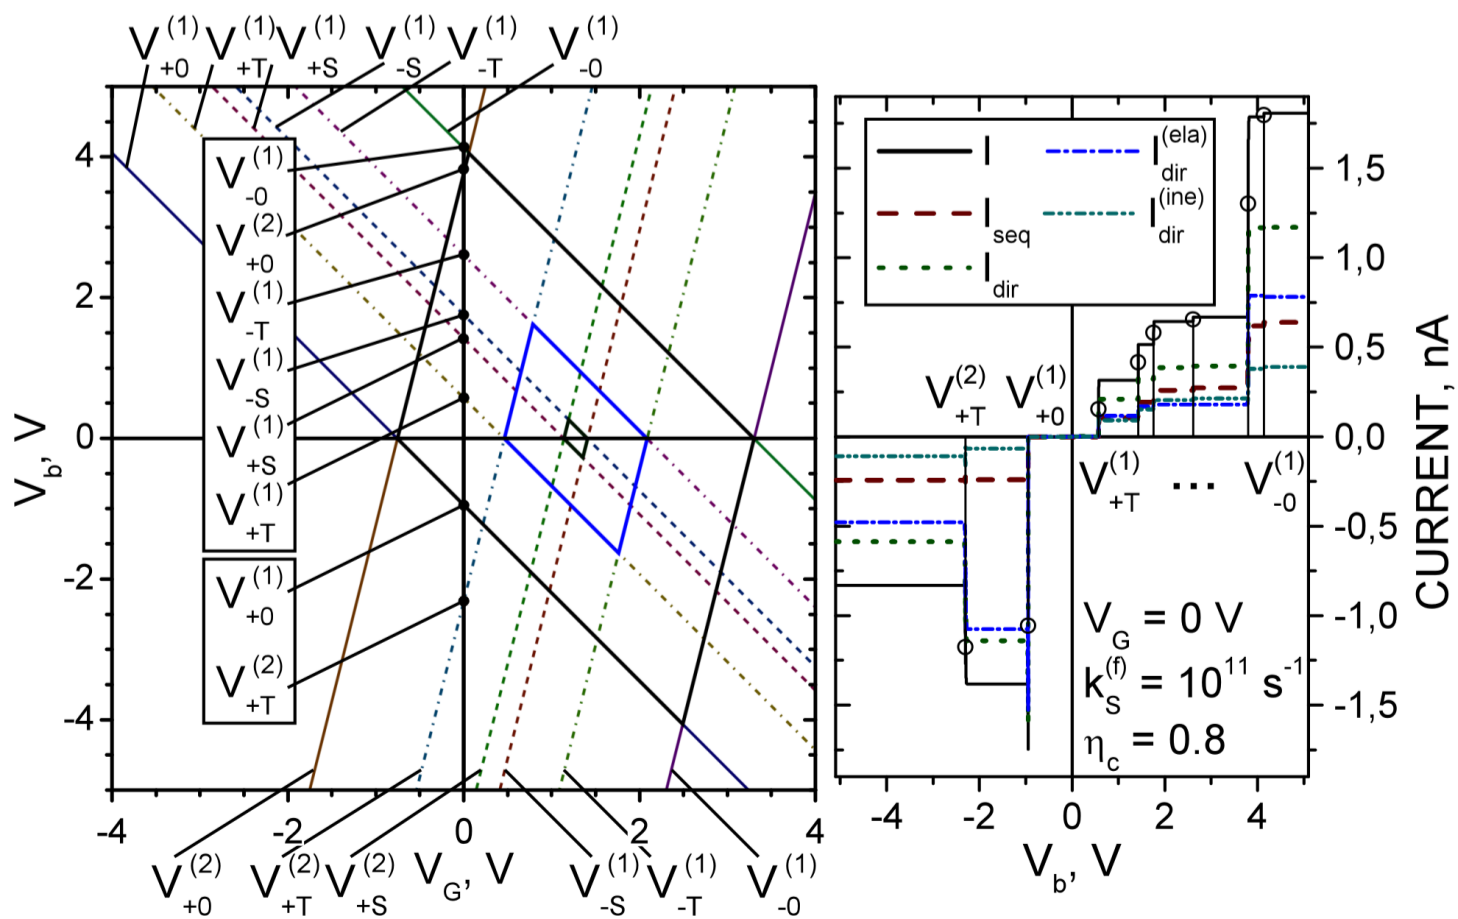 V+0(1) V+T(1) V+S(1) V-S(1) V-T(1) V-0(1)
4
2
0
-2
-4
Vb, V
V-0(1)
V+0(2)
V-T(1)
V-S(1)
V+S(1)
V+T(1)
V+0(1)
V+T(2)
-4 -2 0 2 4
V+0(2) V+T(2) V+S(2) VG, V V-S(1) V-T(1) V-0(1)
I Idir(ela)
Iseq Idir(ine)
Idir
V+T(2) V+0(1)
V+T(1) ... V-0(1)
VG = 0 V
kS(f) = 10¹¹ s⁻¹
ηc = 0.8
1,5
1,0
0,5
0,0
-0,5
-1,0
-1,5
CURRENT, nA
-4 -2 0 2 4
Vb, V